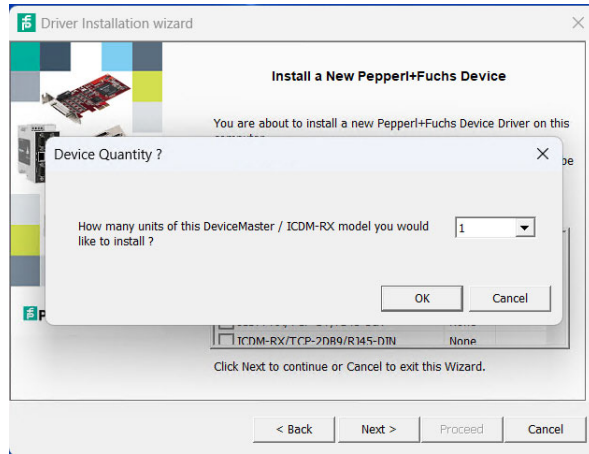 Driver Installation wizard
Install a New Pepperl+Fuchs Device
You are about to install a new Pepperl+Fuchs Device Driver on this
be
Device Quantity ?
How many units of this DeviceMaster / ICDM-RX model you would
like to install ?
1
OK
Cancel
P
ICDM-RX/TCP-2DB9/RJ45-DIN
None
Click Next to continue or Cancel to exit this Wizard.
< Back
Next >
Proceed
Cancel